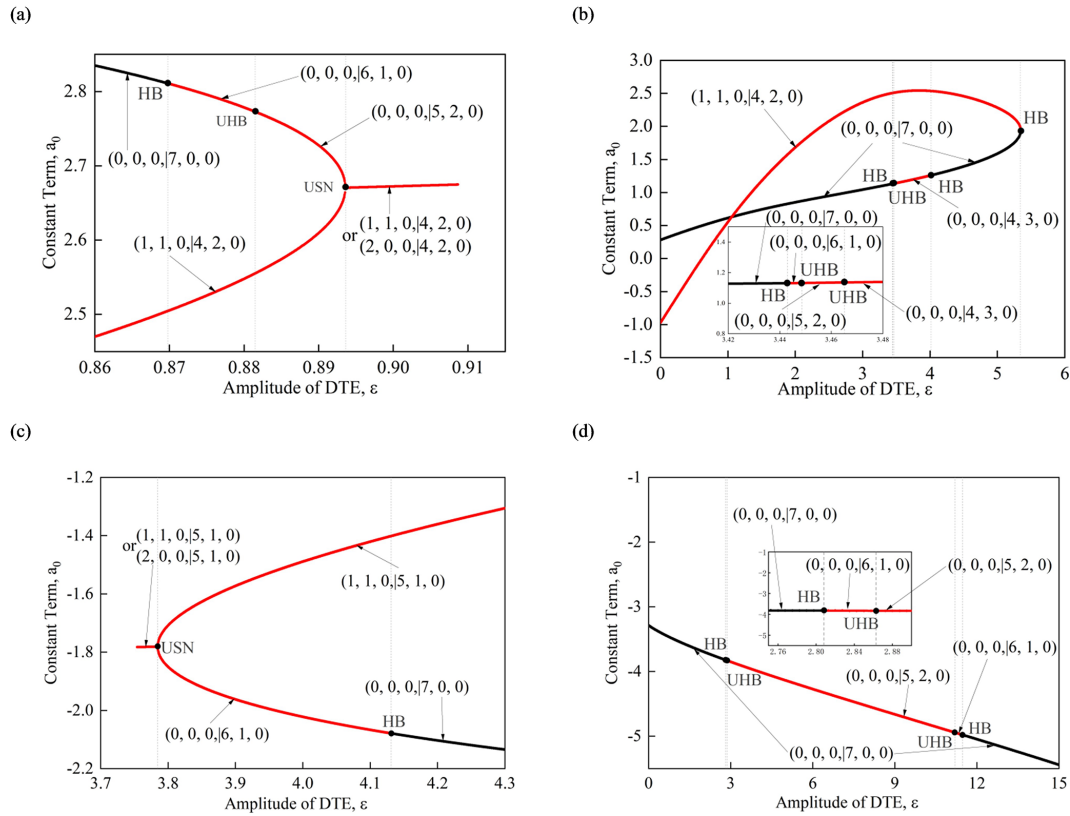 (a)
2.8
2.7
2.6
2.5
Constant Term, a0
0.86 0.87 0.88 0.89 0.90 0.91
Amplitude of DTE, ε
(0, 0, 0,|6, 1, 0)
HB
UHB
(0, 0, 0,|5, 2, 0)
(0, 0, 0,|7, 0, 0)
USN
(1, 1, 0,|4, 2, 0)
or
(2, 0, 0,|4, 2, 0)
(1, 1, 0,|4, 2, 0)
(b)
3.0
2.5
2.0
1.5
1.0
0.5
0.0
-0.5
-1.0
-1.5
Constant Term, a0
0 1 2 3 4 5 6
Amplitude of DTE, ε
(1, 1, 0,|4, 2, 0)
(0, 0, 0,|7, 0, 0)
HB
HB
UHB
HB
(0, 0, 0,|4, 3, 0)
(0, 0, 0,|7, 0, 0)
(0, 0, 0,|6, 1, 0)
UHB
HB
UHB
(0, 0, 0,|5, 2, 0)
(0, 0, 0,|4, 3, 0)
1.5
1.2
0.8
3.42 3.44 3.46 3.48
(c)
-1.2
-1.4
-1.6
-1.8
-2.0
-2.2
Constant Term, a0
3.7 3.8 3.9 4.0 4.1 4.2 4.3
Amplitude of DTE, ε
(1, 1, 0,|5, 1, 0)
or
(2, 0, 0,|5, 1, 0)
(1, 1, 0,|5, 1, 0)
USN
(0, 0, 0,|7, 0, 0)
HB
(0, 0, 0,|6, 1, 0)
(d)
-1
-2
-3
-4
-5
Constant Term, a0
0 3 6 9 12 15
Amplitude of DTE, ε
(0, 0, 0,|7, 0, 0)
(0, 0, 0,|6, 1, 0)
(0, 0, 0,|5, 2, 0)
HB
UHB
-1
-2
-3
-4
-5
2.76 2.80 2.84 2.88
HB
UHB
(0, 0, 0,|6, 1, 0)
(0, 0, 0,|5, 2, 0)
HB
UHB
(0, 0, 0,|7, 0, 0)